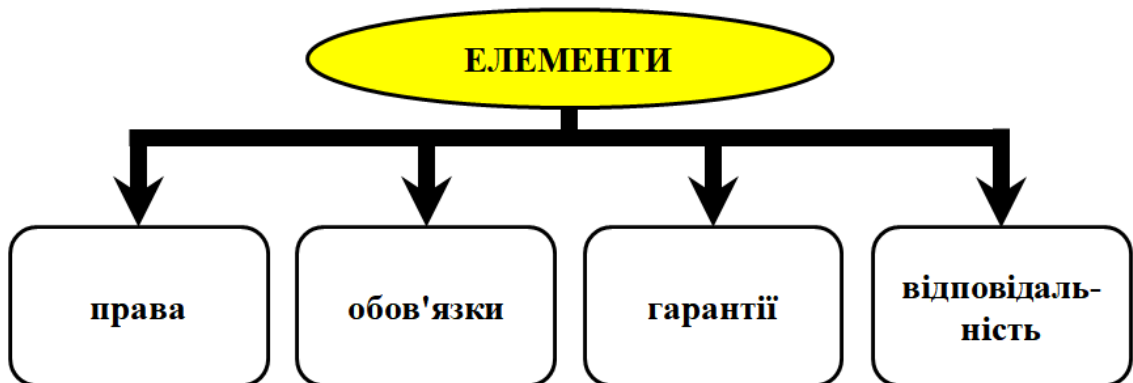 ЕЛЕМЕНТИ
права
обов'язки
гарантії
відповідаль-
ність